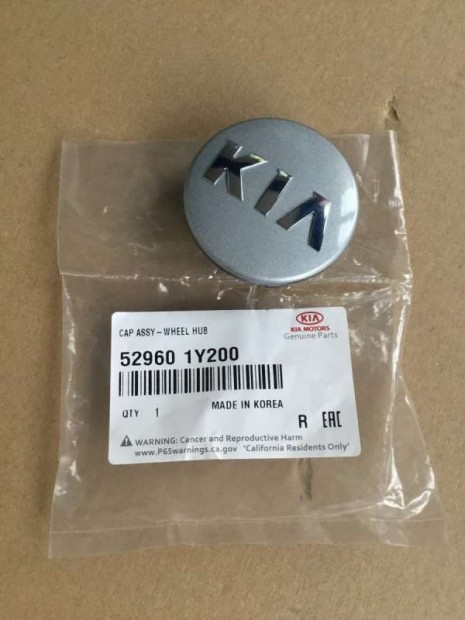 KIA
CAP ASSY-WHEEL HUB
KIA
KIA MOTORS
Genuine Parts
52960 1Y200
QTY 1
MADE IN KOREA
R EAC
WARNING: Cancer and Reproductive Harm
www.P65warnings.ca.gov 'California Residents Only'